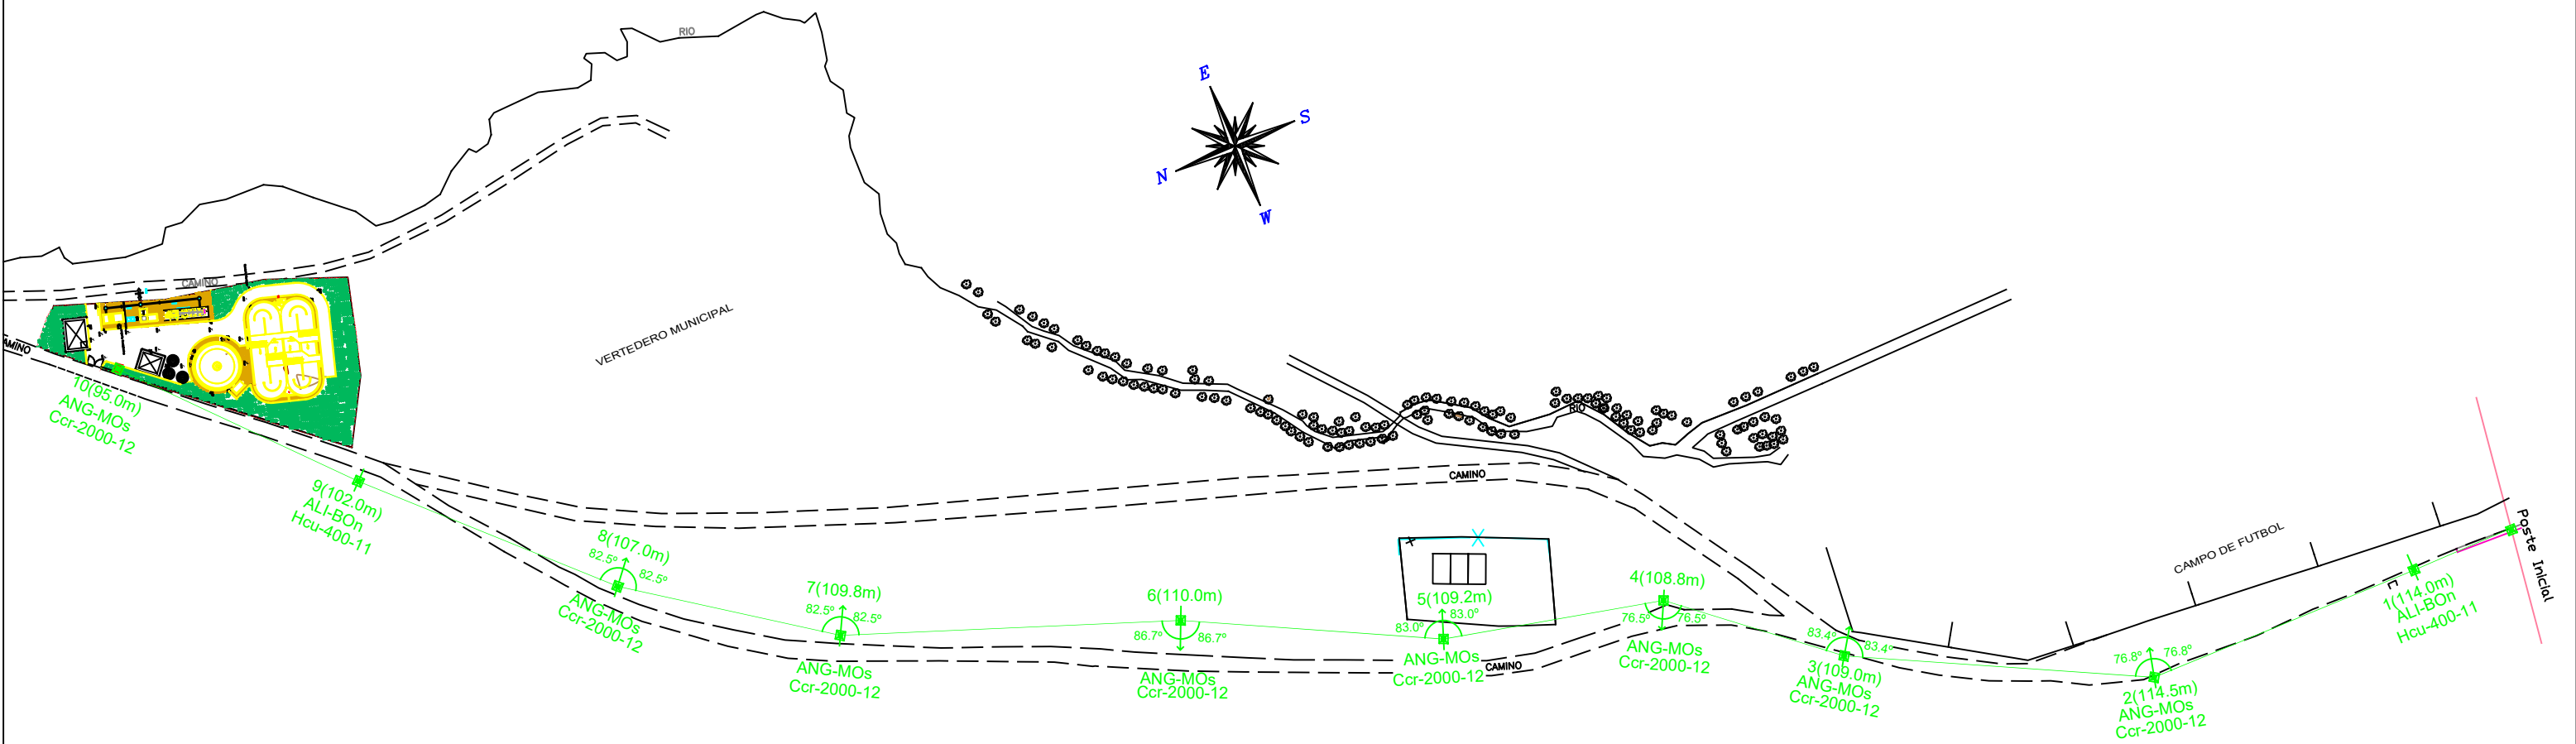 RIO
E
S
N
W
CAMINO
VERTEDERO MUNICIPAL
AMINO
10(95.0m)
ANG-MOs
Ccr-2000-12
9(102.0m)
ALI-BOn
Hcu-400-11
8(107.0m)
82.5º
82.5º
ANG-MOs
Ccr-2000-12
7(109.8m)
82.5º
82.5º
ANG-MOs
Ccr-2000-12
6(110.0m)
86.7º
86.7º
ANG-MOs
Ccr-2000-12
RIO
CAMINO
5(109.2m)
83.0º
83.0º
ANG-MOs
Ccr-2000-12
CAMINO
4(108.8m)
76.5º
76.5º
ANG-MOs
Ccr-2000-12
83.4º
83.4º
3(109.0m)
ANG-MOs
Ccr-2000-12
76.8º
76.8º
2(114.5m)
ANG-MOs
Ccr-2000-12
CAMPO DE FUTBOL
1(114.0m)
ALI-BOn
Hcu-400-11
Poste Inicial